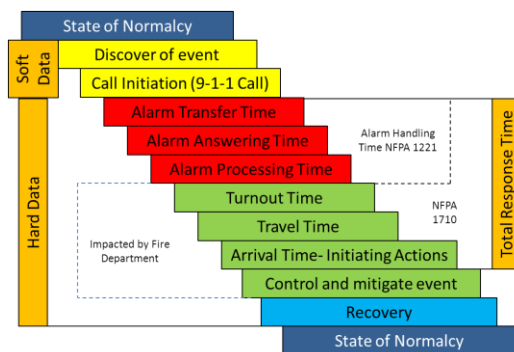 State of Normalcy
Soft Data
Discover of event
Call Initiation (9-1-1 Call)
Hard Data
Alarm Transfer Time
Alarm Answering Time
Alarm Processing Time
Alarm Handling
Time NFPA 1221
Total Response Time
Turnout Time
Travel Time
NFPA
1710
Impacted by Fire
Department
Arrival Time- Initiating Actions
Control and mitigate event
Recovery
State of Normalcy